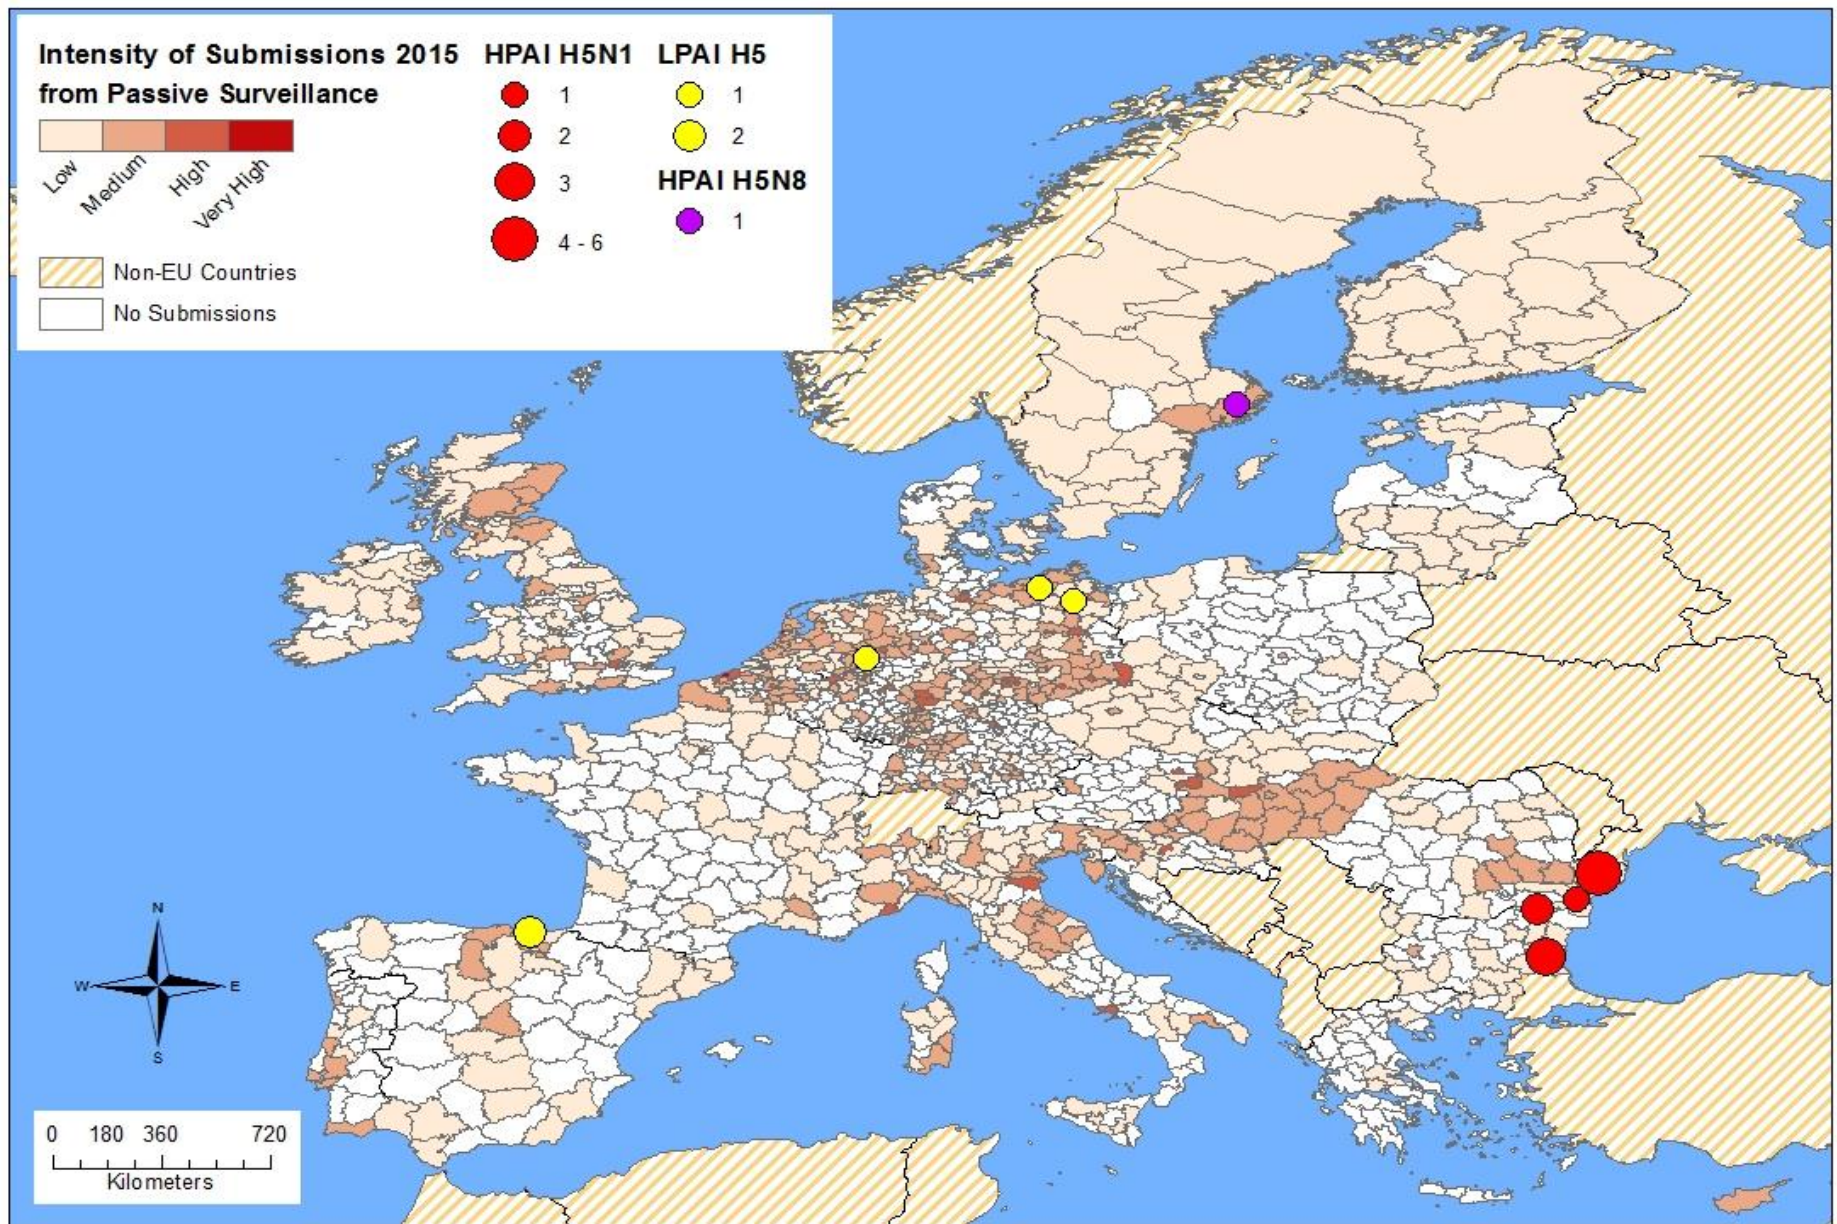 Intensity of Submissions 2015
from Passive Surveillance
Low
Medium
High
Very High
Non-EU Countries
No Submissions
HPAI H5N1
1
2
3
4 - 6
LPAI H5
1
2
HPAI H5N8
1
N
W
E
S
0 180 360 720
Kilometers